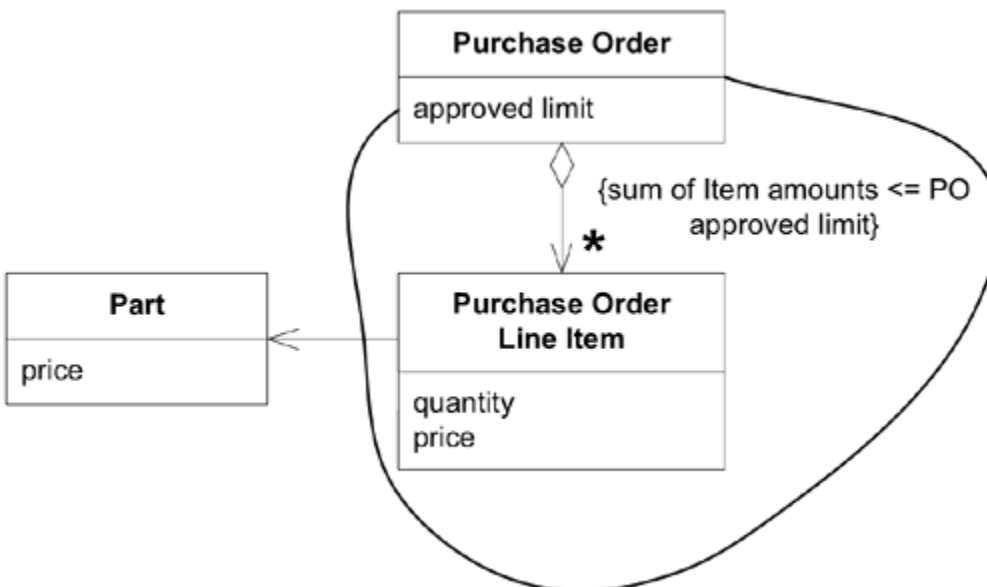 Purchase Order
approved limit
{sum of Item amounts <= PO
approved limit}
*
Part
price
Purchase Order
Line Item
quantity
price